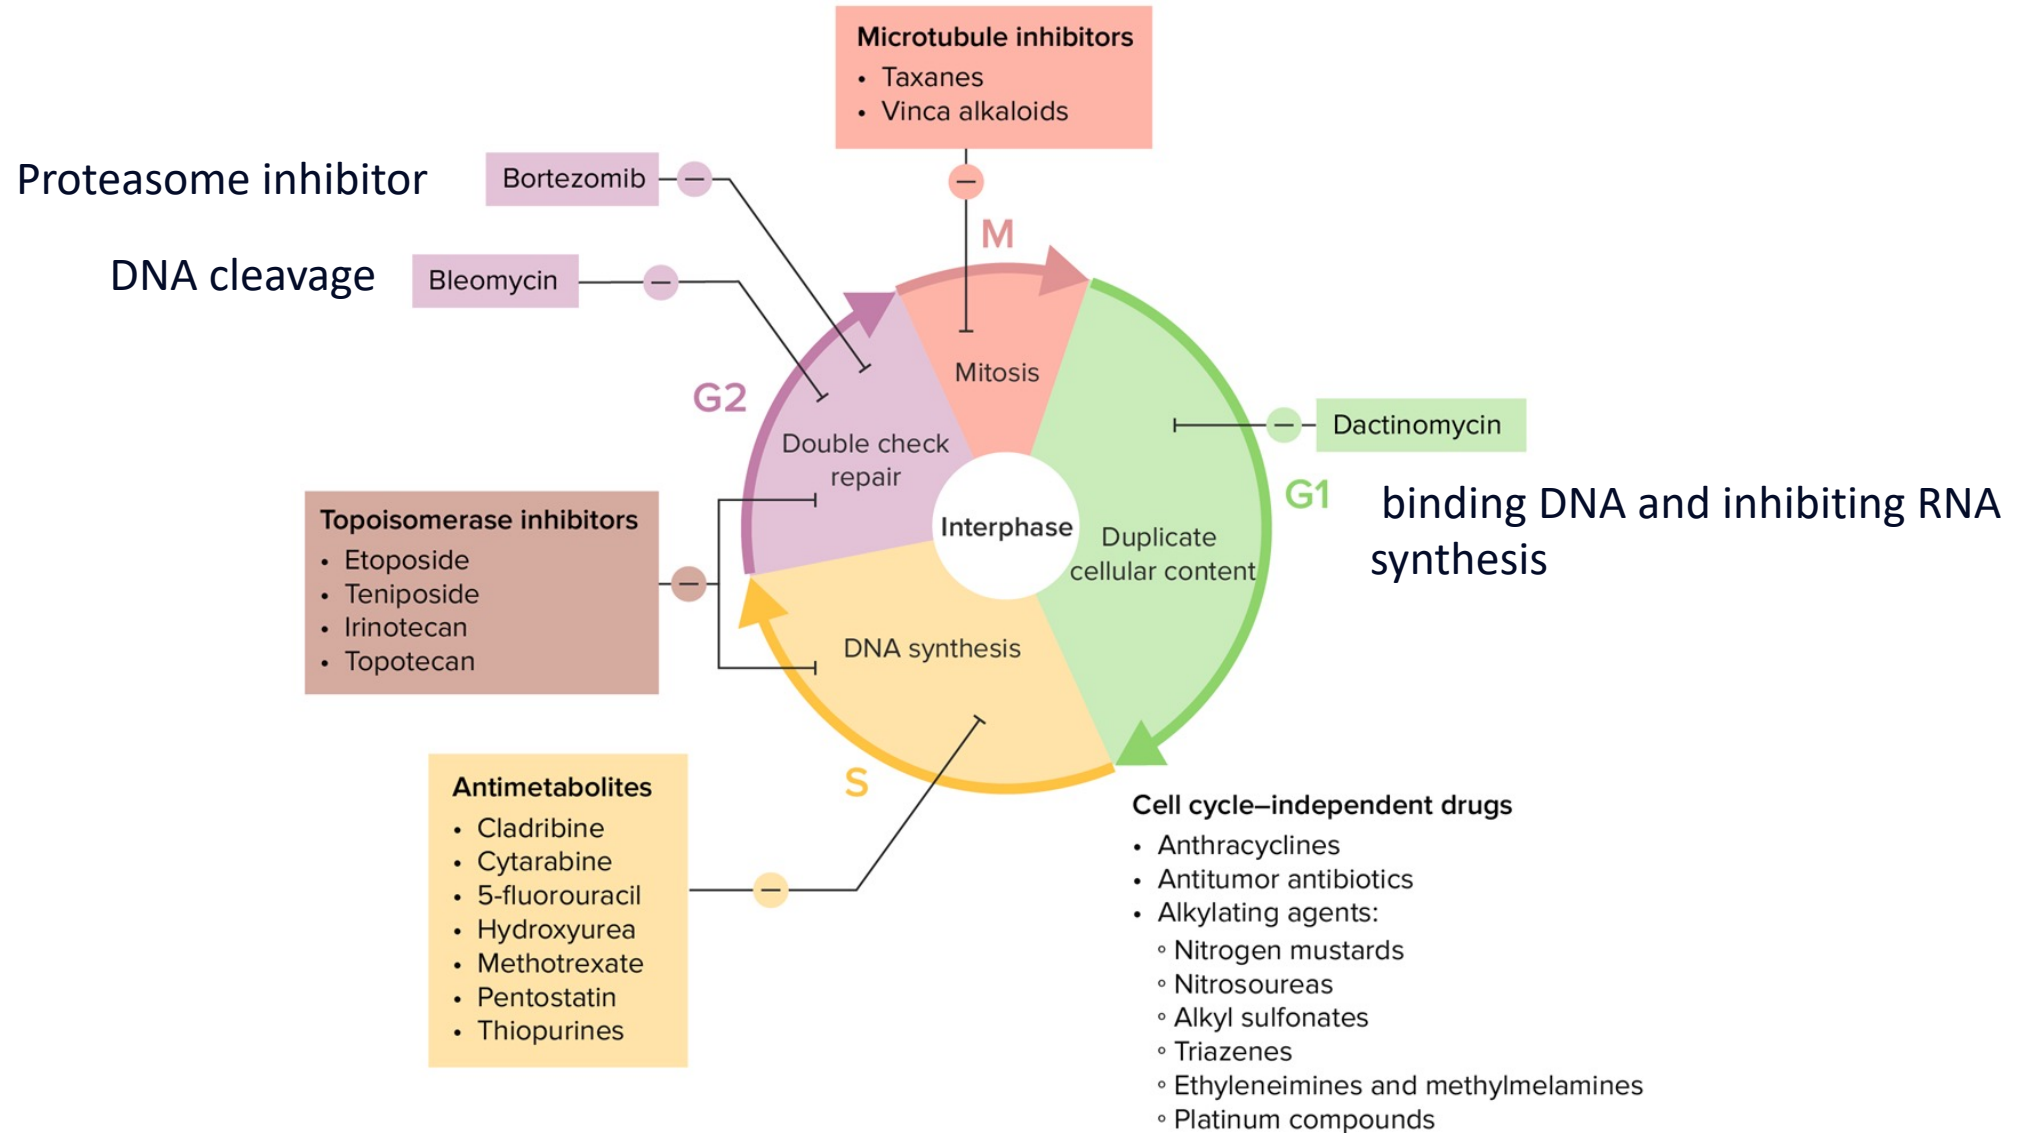 Microtubule inhibitors
• Taxanes
• Vinca alkaloids
Proteasome inhibitor
Bortezomib
−
−
M
DNA cleavage
Bleomycin
−
Mitosis
G2
Double check
repair
Dactinomycin
−
G1
binding DNA and inhibiting RNA
synthesis
Interphase
Duplicate
cellular content
Topoisomerase inhibitors
• Etoposide
• Teniposide
• Irinotecan
• Topotecan
−
DNA synthesis
S
Antimetabolites
• Cladribine
• Cytarabine
• 5-fluorouracil
• Hydroxyurea
• Methotrexate
• Pentostatin
• Thiopurines
−
Cell cycle–independent drugs
• Anthracyclines
• Antitumor antibiotics
• Alkylating agents:
◦ Nitrogen mustards
◦ Nitrosoureas
◦ Alkyl sulfonates
◦ Triazenes
◦ Ethyleneimines and methylmelamines
◦ Platinum compounds